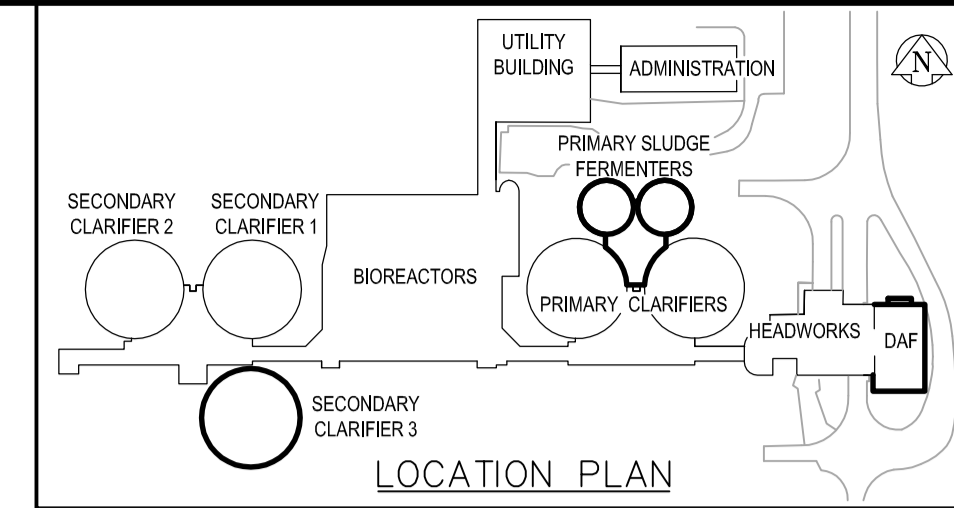 UTILITY
BUILDING
ADMINISTRATION
N
PRIMARY SLUDGE
FERMENTERS
SECONDARY
CLARIFIER 2
SECONDARY
CLARIFIER 1
BIOREACTORS
PRIMARY CLARIFIERS
HEADWORKS
DAF
SECONDARY
CLARIFIER 3
LOCATION PLAN